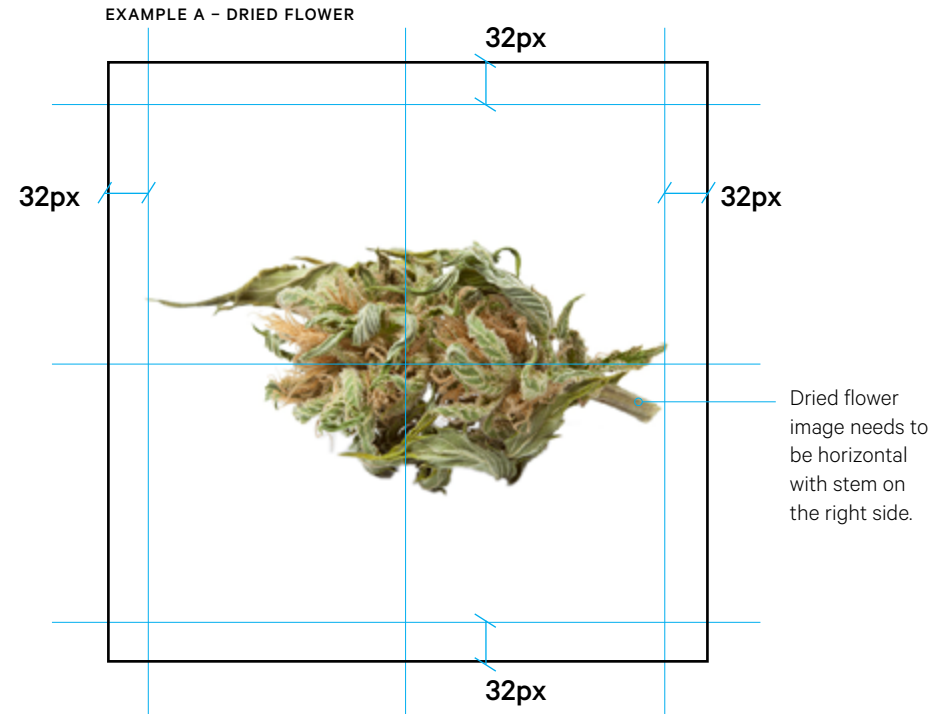 EXAMPLE A – DRIED FLOWER
32px
32px
32px
Dried flower
image needs to
be horizontal
with stem on
the right side.
32px